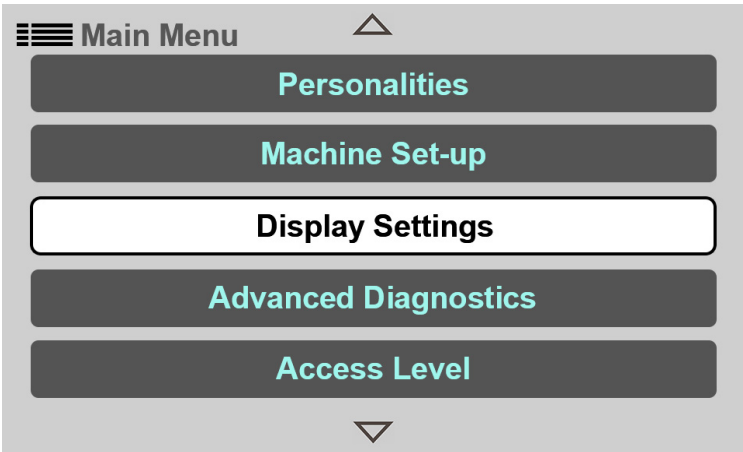 Main Menu
Personalities
Machine Set-up
Display Settings
Advanced Diagnostics
Access Level